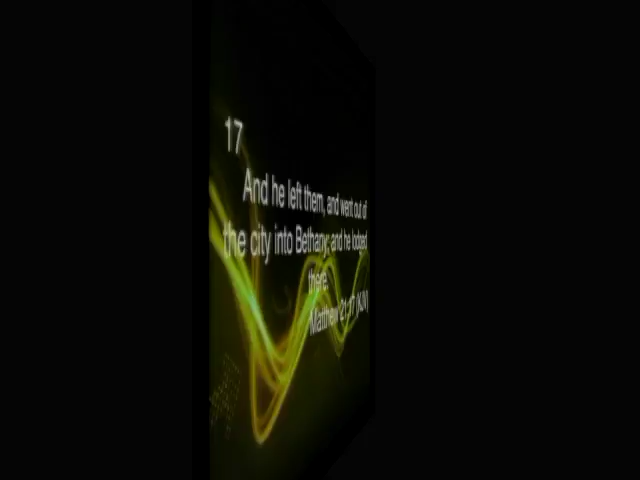 17
And he left them, and went out of
the city into Bethany; and he lodged
there.
Matthew 21:17 (KJV)